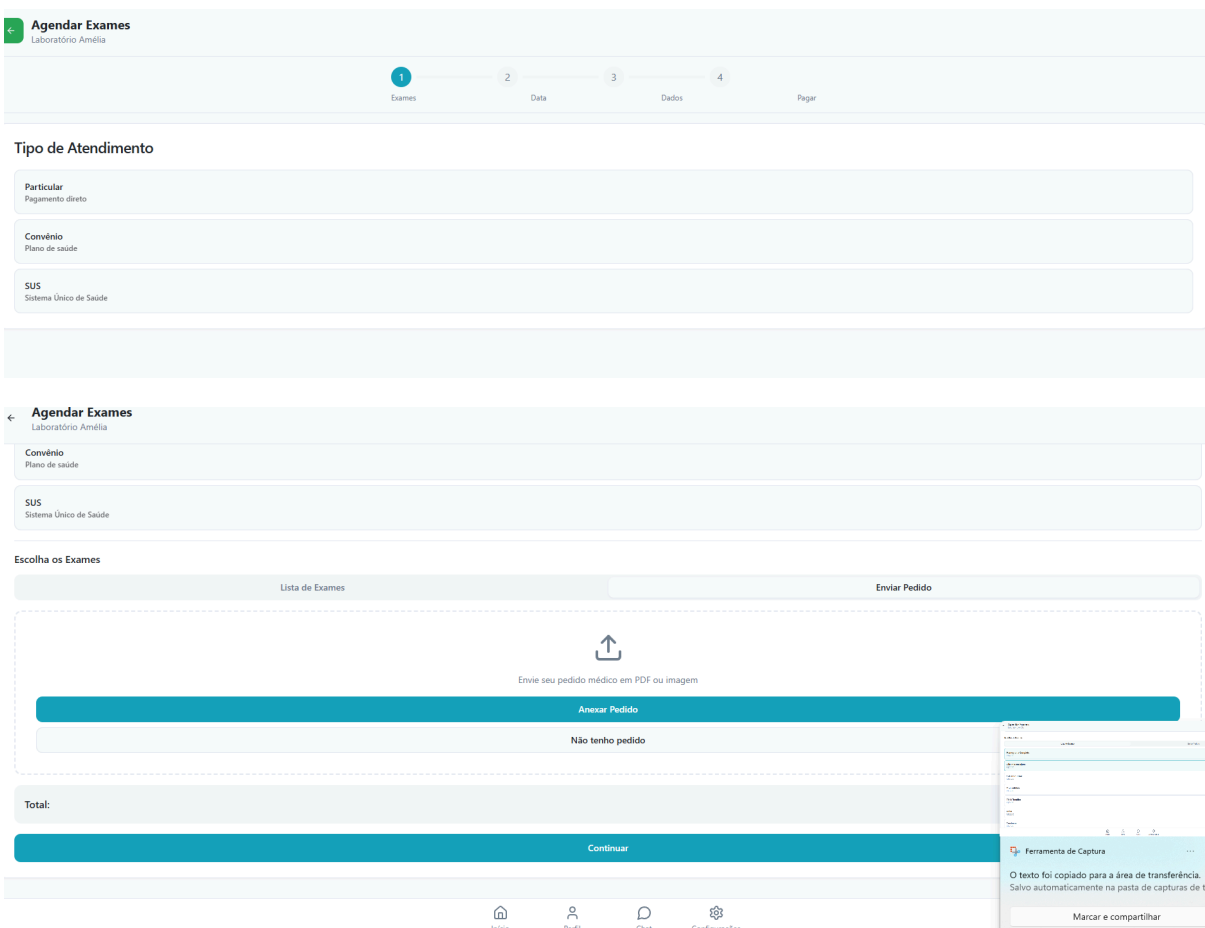 Agendar Exames
Laboratório Amélia
1 2 3 4
Exames Data Dados Pagar
Tipo de Atendimento
Particular
Pagamento direto
Convênio
Plano de saúde
SUS
Sistema Único de Saúde
Agendar Exames
Laboratório Amélia
Convênio
Plano de saúde
SUS
Sistema Único de Saúde
Escolha os Exames
Lista de Exames Enviar Pedido
Envie seu pedido médico em PDF ou imagem
Anexar Pedido
Não tenho pedido
Total:
Continuar
Ferramenta de Captura
O texto foi copiado para a área de transferência.
Salvo automaticamente na pasta de capturas de t
Marcar e compartilhar